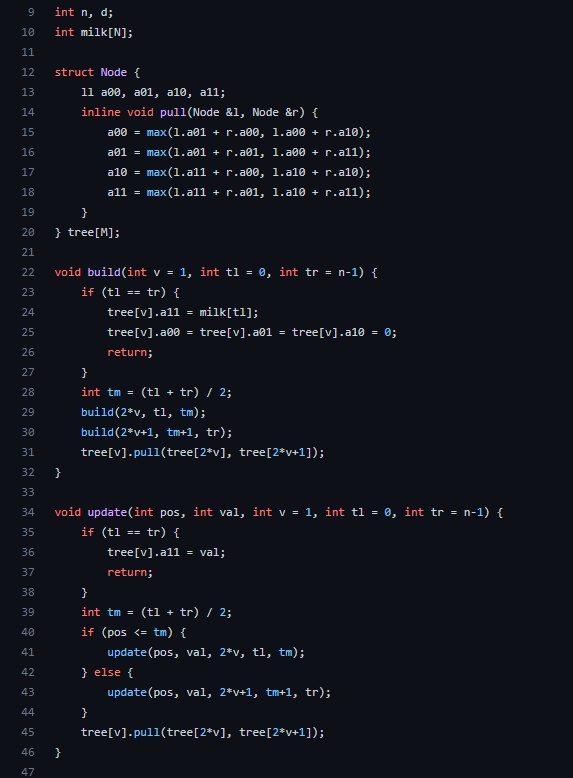 9 int n, d;
10 int milk[N];
11
12 struct Node {
13     ll a00, a01, a10, a11;
14     inline void pull(Node &l, Node &r) {
15         a00 = max(l.a01 + r.a00, l.a00 + r.a10);
16         a01 = max(l.a01 + r.a01, l.a00 + r.a11);
17         a10 = max(l.a11 + r.a00, l.a10 + r.a10);
18         a11 = max(l.a11 + r.a01, l.a10 + r.a11);
19     }
20 } tree[M];
21
22 void build(int v = 1, int tl = 0, int tr = n-1) {
23     if (tl == tr) {
24         tree[v].a11 = milk[tl];
25         tree[v].a00 = tree[v].a01 = tree[v].a10 = 0;
26         return;
27     }
28     int tm = (tl + tr) / 2;
29     build(2*v, tl, tm);
30     build(2*v+1, tm+1, tr);
31     tree[v].pull(tree[2*v], tree[2*v+1]);
32 }
33
34 void update(int pos, int val, int v = 1, int tl = 0, int tr = n-1) {
35     if (tl == tr) {
36         tree[v].a11 = val;
37         return;
38     }
39     int tm = (tl + tr) / 2;
40     if (pos <= tm) {
41         update(pos, val, 2*v, tl, tm);
42     } else {
43         update(pos, val, 2*v+1, tm+1, tr);
44     }
45     tree[v].pull(tree[2*v], tree[2*v+1]);
46 }
47